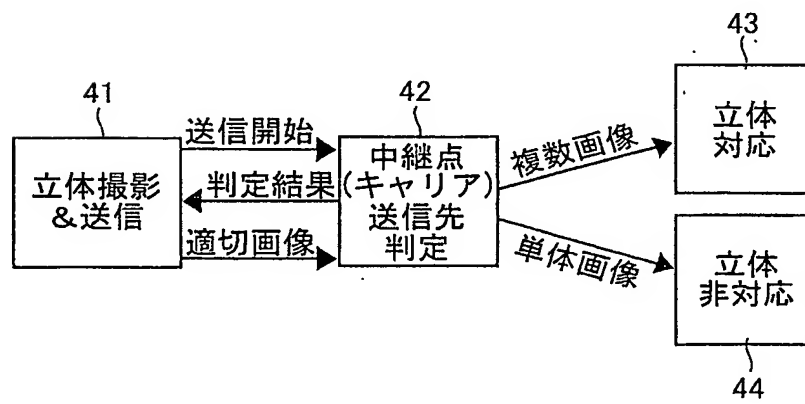 41
立体撮影
&送信
送信開始
判定結果
適切画像
42
中継点
(キャリア)
送信先
判定
複数画像
単体画像
43
立体
対応
立体
非対応
44